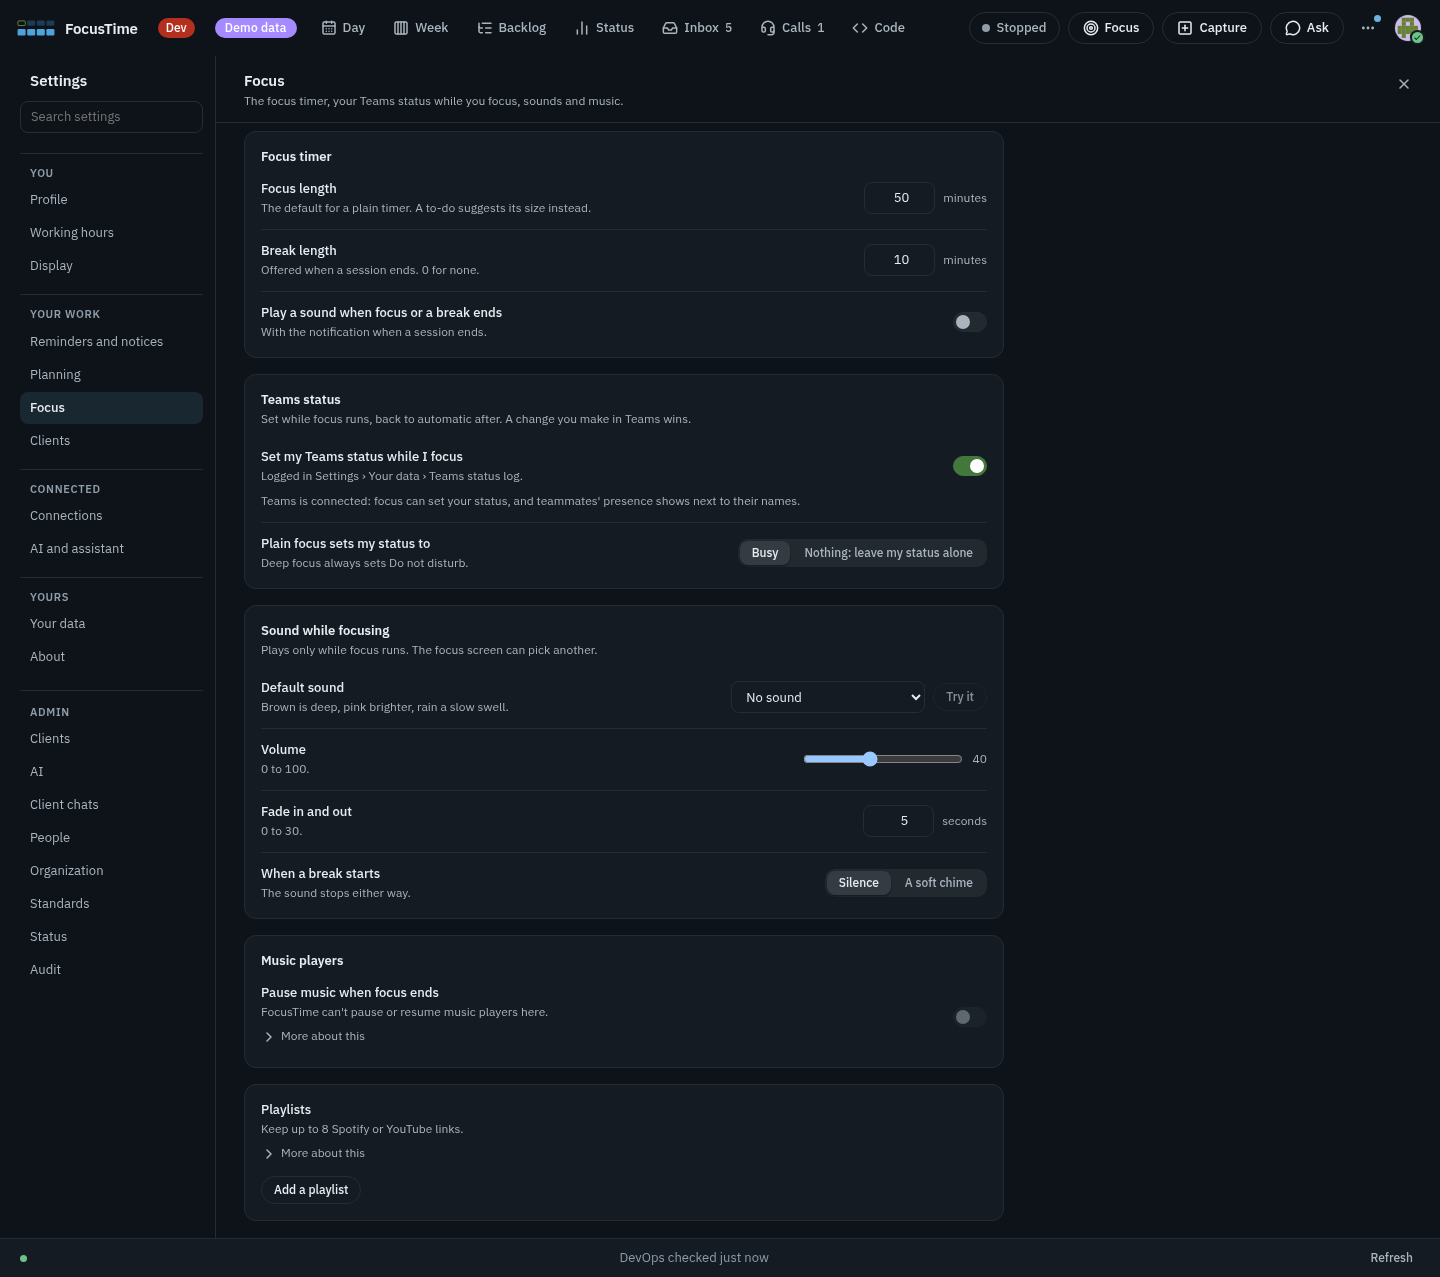 FocusTime
Dev
Demo data
Day
Week
Backlog
Status
Inbox 5
Calls 1
Code
Stopped
Focus
Capture
Ask
Settings
Search settings
YOU
Profile
Working hours
Display
YOUR WORK
Reminders and notices
Planning
Focus
Clients
CONNECTED
Connections
AI and assistant
YOURS
Your data
About
ADMIN
Clients
AI
Client chats
People
Organization
Standards
Status
Audit
Focus
The focus timer, your Teams status while you focus, sounds and music.
Focus timer
Focus length
The default for a plain timer. A to-do suggests its size instead.
50 minutes
Break length
Offered when a session ends. 0 for none.
10 minutes
Play a sound when focus or a break ends
With the notification when a session ends.
Teams status
Set while focus runs, back to automatic after. A change you make in Teams wins.
Set my Teams status while I focus
Logged in Settings › Your data › Teams status log.
Teams is connected: focus can set your status, and teammates' presence shows next to their names.
Plain focus sets my status to
Deep focus always sets Do not disturb.
Busy
Nothing: leave my status alone
Sound while focusing
Plays only while focus runs. The focus screen can pick another.
Default sound
Brown is deep, pink brighter, rain a slow swell.
No sound
Try it
Volume
0 to 100.
40
Fade in and out
0 to 30.
5 seconds
When a break starts
The sound stops either way.
Silence
A soft chime
Music players
Pause music when focus ends
FocusTime can't pause or resume music players here.
More about this
Playlists
Keep up to 8 Spotify or YouTube links.
More about this
Add a playlist
DevOps checked just now
Refresh